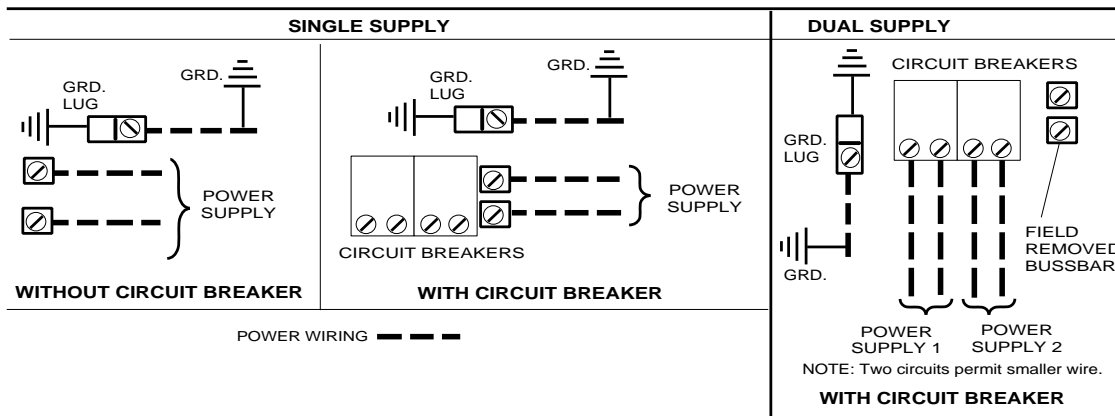 SINGLE SUPPLY
GRD.
LUG
GRD.
POWER
SUPPLY
WITHOUT CIRCUIT BREAKER
GRD.
LUG
GRD.
POWER
SUPPLY
CIRCUIT BREAKERS
WITH CIRCUIT BREAKER
POWER WIRING
DUAL SUPPLY
CIRCUIT BREAKERS
GRD.
LUG
GRD.
FIELD
REMOVED
BUSSBAR
POWER
SUPPLY 1
POWER
SUPPLY 2
NOTE: Two circuits permit smaller wire.
WITH CIRCUIT BREAKER